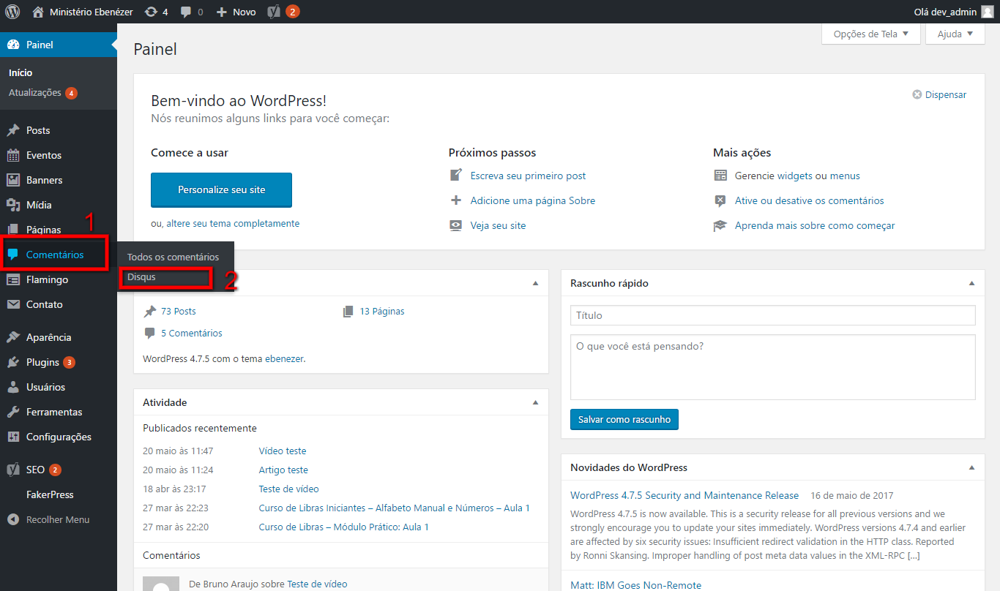 Ministério Ebenézer 4 0 Novo 2 Olá dev_admin
Painel
Início
Atualizações 4
Posts
Eventos
Banners
Mídia
Páginas
1
Comentários
Flamingo
Contato
Aparência
Plugins 3
Usuários
Ferramentas
Configurações
SEO 2
FakerPress
Recolher Menu
Todos os comentários
Disqus
2
Opções de Tela Ajuda
Painel
Bem-vindo ao WordPress!
Dispensar
Nós reunimos alguns links para você começar:
Comece a usar
Personalize seu site
ou, altere seu tema completamente
Próximos passos
Escreva seu primeiro post
Adicione uma página Sobre
Veja seu site
Mais ações
Gerencie widgets ou menus
Ative ou desative os comentários
Aprenda mais sobre como começar
73 Posts 13 Páginas
5 Comentários
WordPress 4.7.5 com o tema ebenezer.
Atividade
Publicados recentemente
20 maio às 11:47 Vídeo teste
20 maio às 11:24 Artigo teste
18 abr às 23:17 Teste de vídeo
27 mar às 22:23 Curso de Libras Iniciantes – Alfabeto Manual e Números – Aula 1
27 mar às 22:20 Curso de Libras – Módulo Prático: Aula 1
Comentários
De Bruno Araujo sobre Teste de vídeo
Rascunho rápido
Título
O que você está pensando?
Salvar como rascunho
Novidades do WordPress
WordPress 4.7.5 Security and Maintenance Release 16 de maio de 2017
WordPress 4.7.5 is now available. This is a security release for all previous versions and we
strongly encourage you to update your sites immediately. WordPress versions 4.7.4 and earlier
are affected by six security issues: Insufficient redirect validation in the HTTP class. Reported
by Ronni Skansing. Improper handling of post meta data values in the XML-RPC […]
Matt: IBM Goes Non-Remote